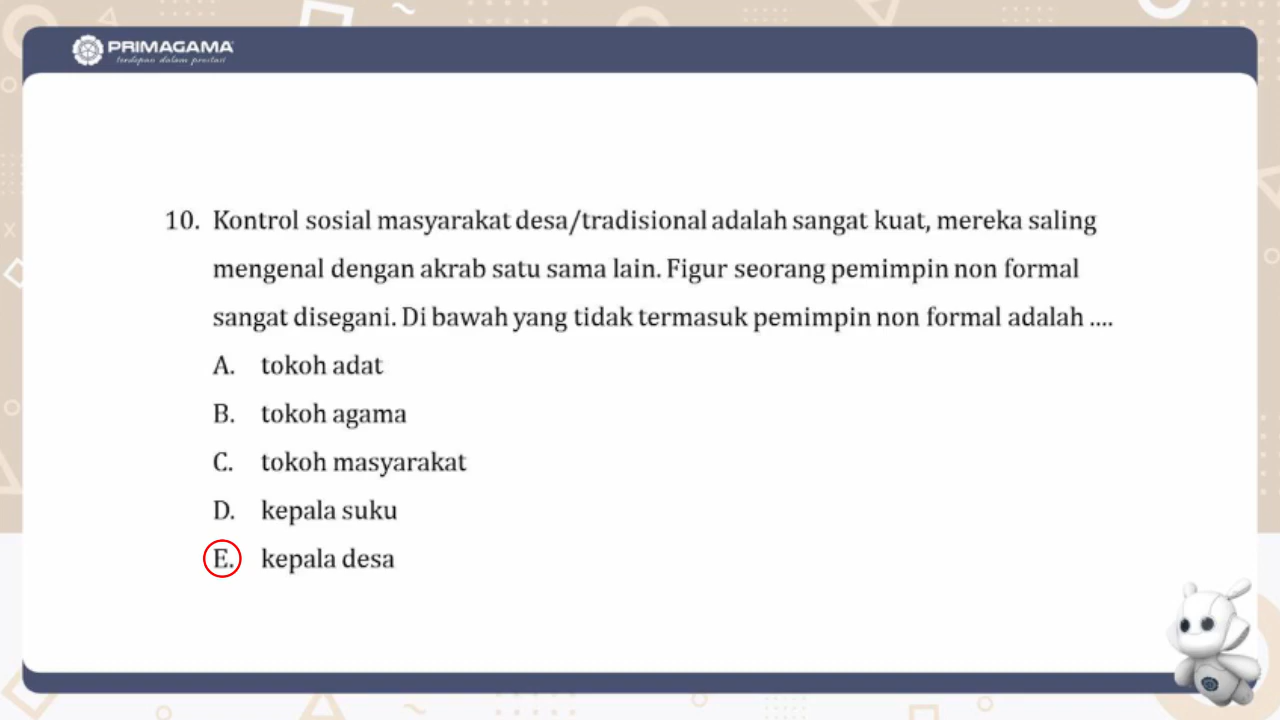 PRIMAGAMA
terdepan dalam prestasi
10. Kontrol sosial masyarakat desa/tradisional adalah sangat kuat, mereka saling
mengenal dengan akrab satu sama lain. Figur seorang pemimpin non formal
sangat disegani. Di bawah yang tidak termasuk pemimpin non formal adalah ....
A. tokoh adat
B. tokoh agama
C. tokoh masyarakat
D. kepala suku
E. kepala desa